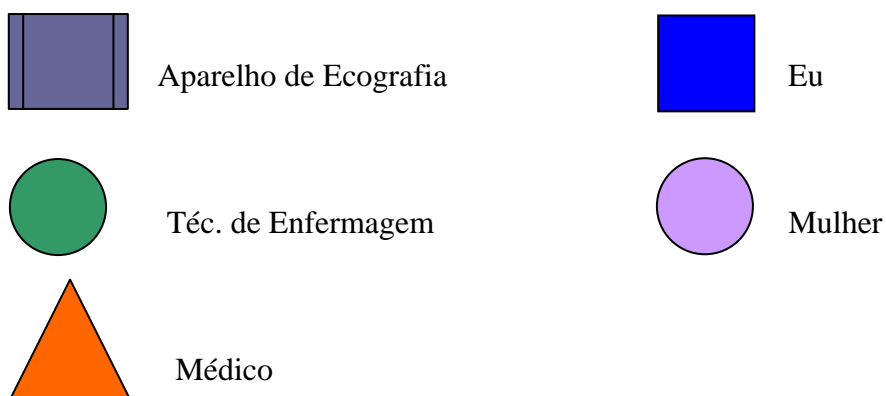 Aparelho de Ecografia
Eu
Téc. de Enfermagem
Mulher
Médico